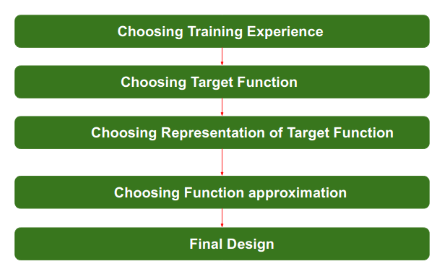 Choosing Training Experience
Choosing Target Function
Choosing Representation of Target Function
Choosing Function approximation
Final Design